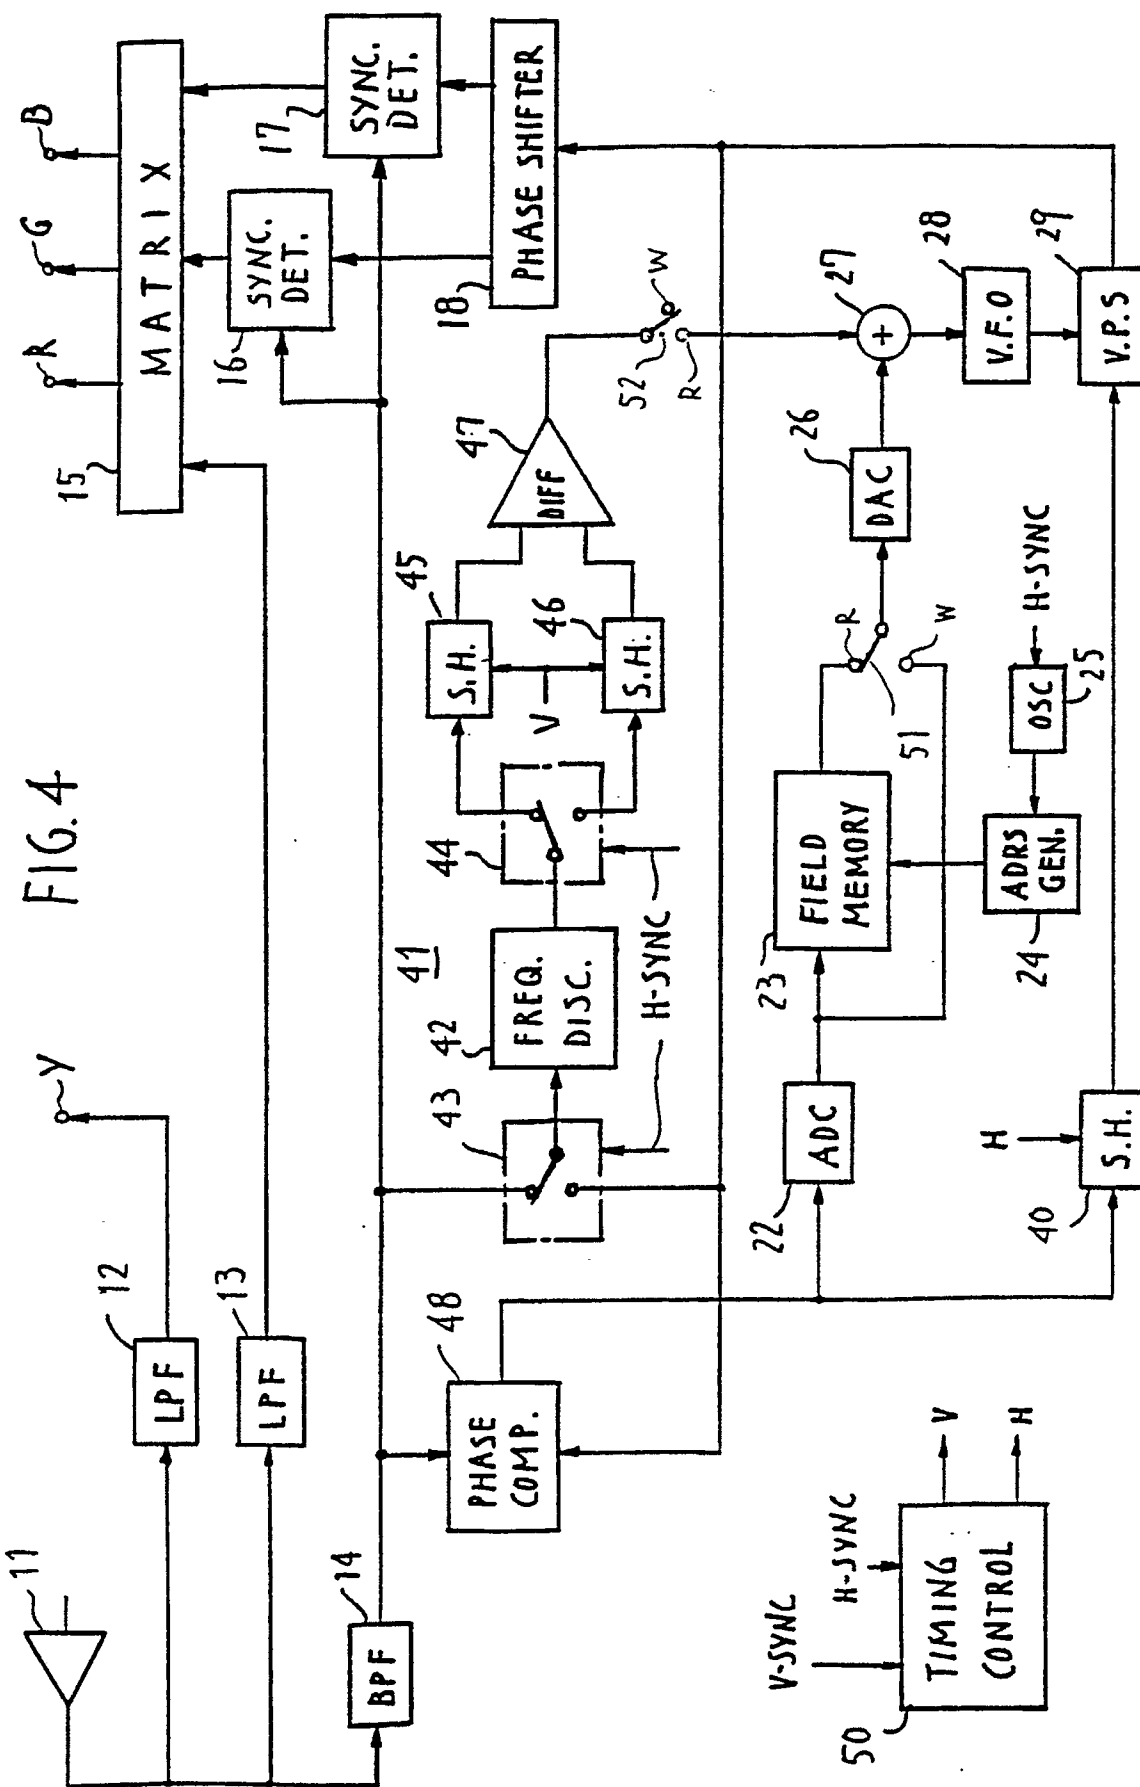 FIG. 4
11
12
LPF
Y
13
LPF
14
BPF
15
MATRIX
R
G
B
16
SYNC.
DET.
17
SYNC.
DET.
18
PHASE SHIFTER
48
PHASE
COMP.
41
43
42
FREQ.
DISC.
44
H-SYNC
45
S.H.
V
46
S.H.
47
DIFF
52
W
R
22
ADC
23
FIELD
MEMORY
R
51
W
26
DAC
27
+
28
V.F.O
29
V.P.S
24
ADRS
GEN.
OSC
25
H-SYNC
H
40
S.H.
V-SYNC
H-SYNC
50
TIMING
CONTROL
V
H